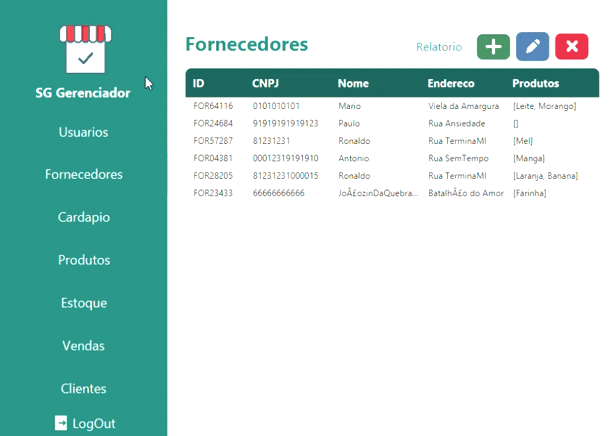 SG Gerenciador
Usuarios
Fornecedores
Cardapio
Produtos
Estoque
Vendas
Clientes
LogOut
Fornecedores
Relatorio
ID CNPJ Nome Endereco Produtos
FOR64116 0101010101 Mario Viela da Amargura [Leite, Morango]
FOR24684 91919191919123 Paulo Rua Ansiedade []
FOR57287 81231231 Ronaldo Rua TerminaMl [Mel]
FOR04381 00012319191910 Antonio Rua SemTempo [Manga]
FOR28205 81231231000015 Ronaldo Rua TerminaMl [Laranja, Banana]
FOR23433 66666666666 JoÃ£ozinDaQuebra... BatalhÃ£o do Amor [Farinha]